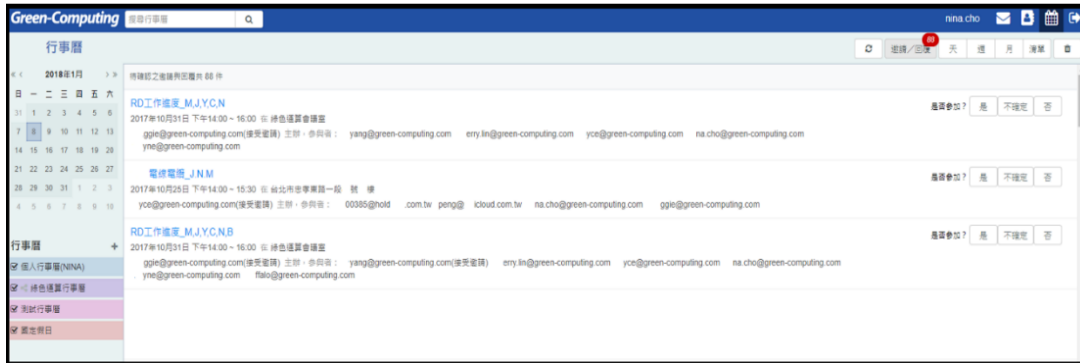 Green-Computing 搜尋行事曆 nina.cho
行事曆
邀請／回覆 88 天 週 月 清單
« ‹ 2018年1月 › »
日 一 二 三 四 五 六
31 1 2 3 4 5 6
7 8 9 10 11 12 13
14 15 16 17 18 19 20
21 22 23 24 25 26 27
28 29 30 31 1 2 3
4 5 6 7 8 9 10
行事曆 +
個人行事曆(NINA)
綠色運算行事曆
測試行事曆
國定假日
待確認之邀請與回覆共 88 件
RD工作進度_M,J,Y,C,N
是否參加? 是 不確定 否
2017年10月31日 下午14:00 ~ 16:00 在 綠色運算會議室
ggie@green-computing.com(接受邀請) 主辦，參與者： yang@green-computing.com erry.lin@green-computing.com yce@green-computing.com na.cho@green-computing.com
yne@green-computing.com
電線電纜_J.N.M
是否參加? 是 不確定 否
2017年10月25日 下午14:00 ~ 15:30 在 台北市忠孝東路一段 號 樓
yce@green-computing.com(接受邀請) 主辦，參與者： 00385@hold .com.tw peng@ icloud.com.tw na.cho@green-computing.com ggie@green-computing.com
RD工作進度_M,J,Y,C,N,B
是否參加? 是 不確定 否
2017年10月31日 下午14:00 ~ 16:00 在 綠色運算會議室
ggie@green-computing.com(接受邀請) 主辦，參與者： yang@green-computing.com(接受邀請) erry.lin@green-computing.com yce@green-computing.com na.cho@green-computing.com
yne@green-computing.com ffalo@green-computing.com